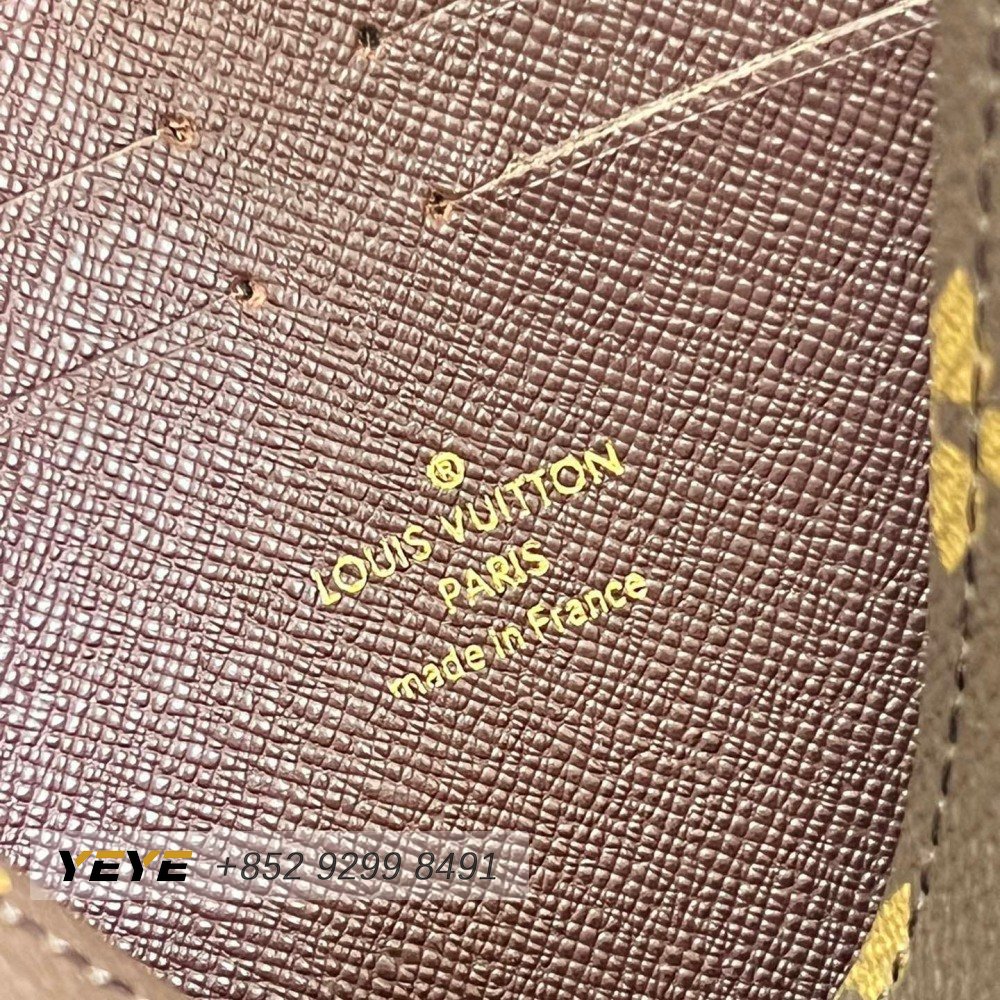 ®
LOUIS VUITTON
PARIS
made in France
YEYE +852 9299 8491